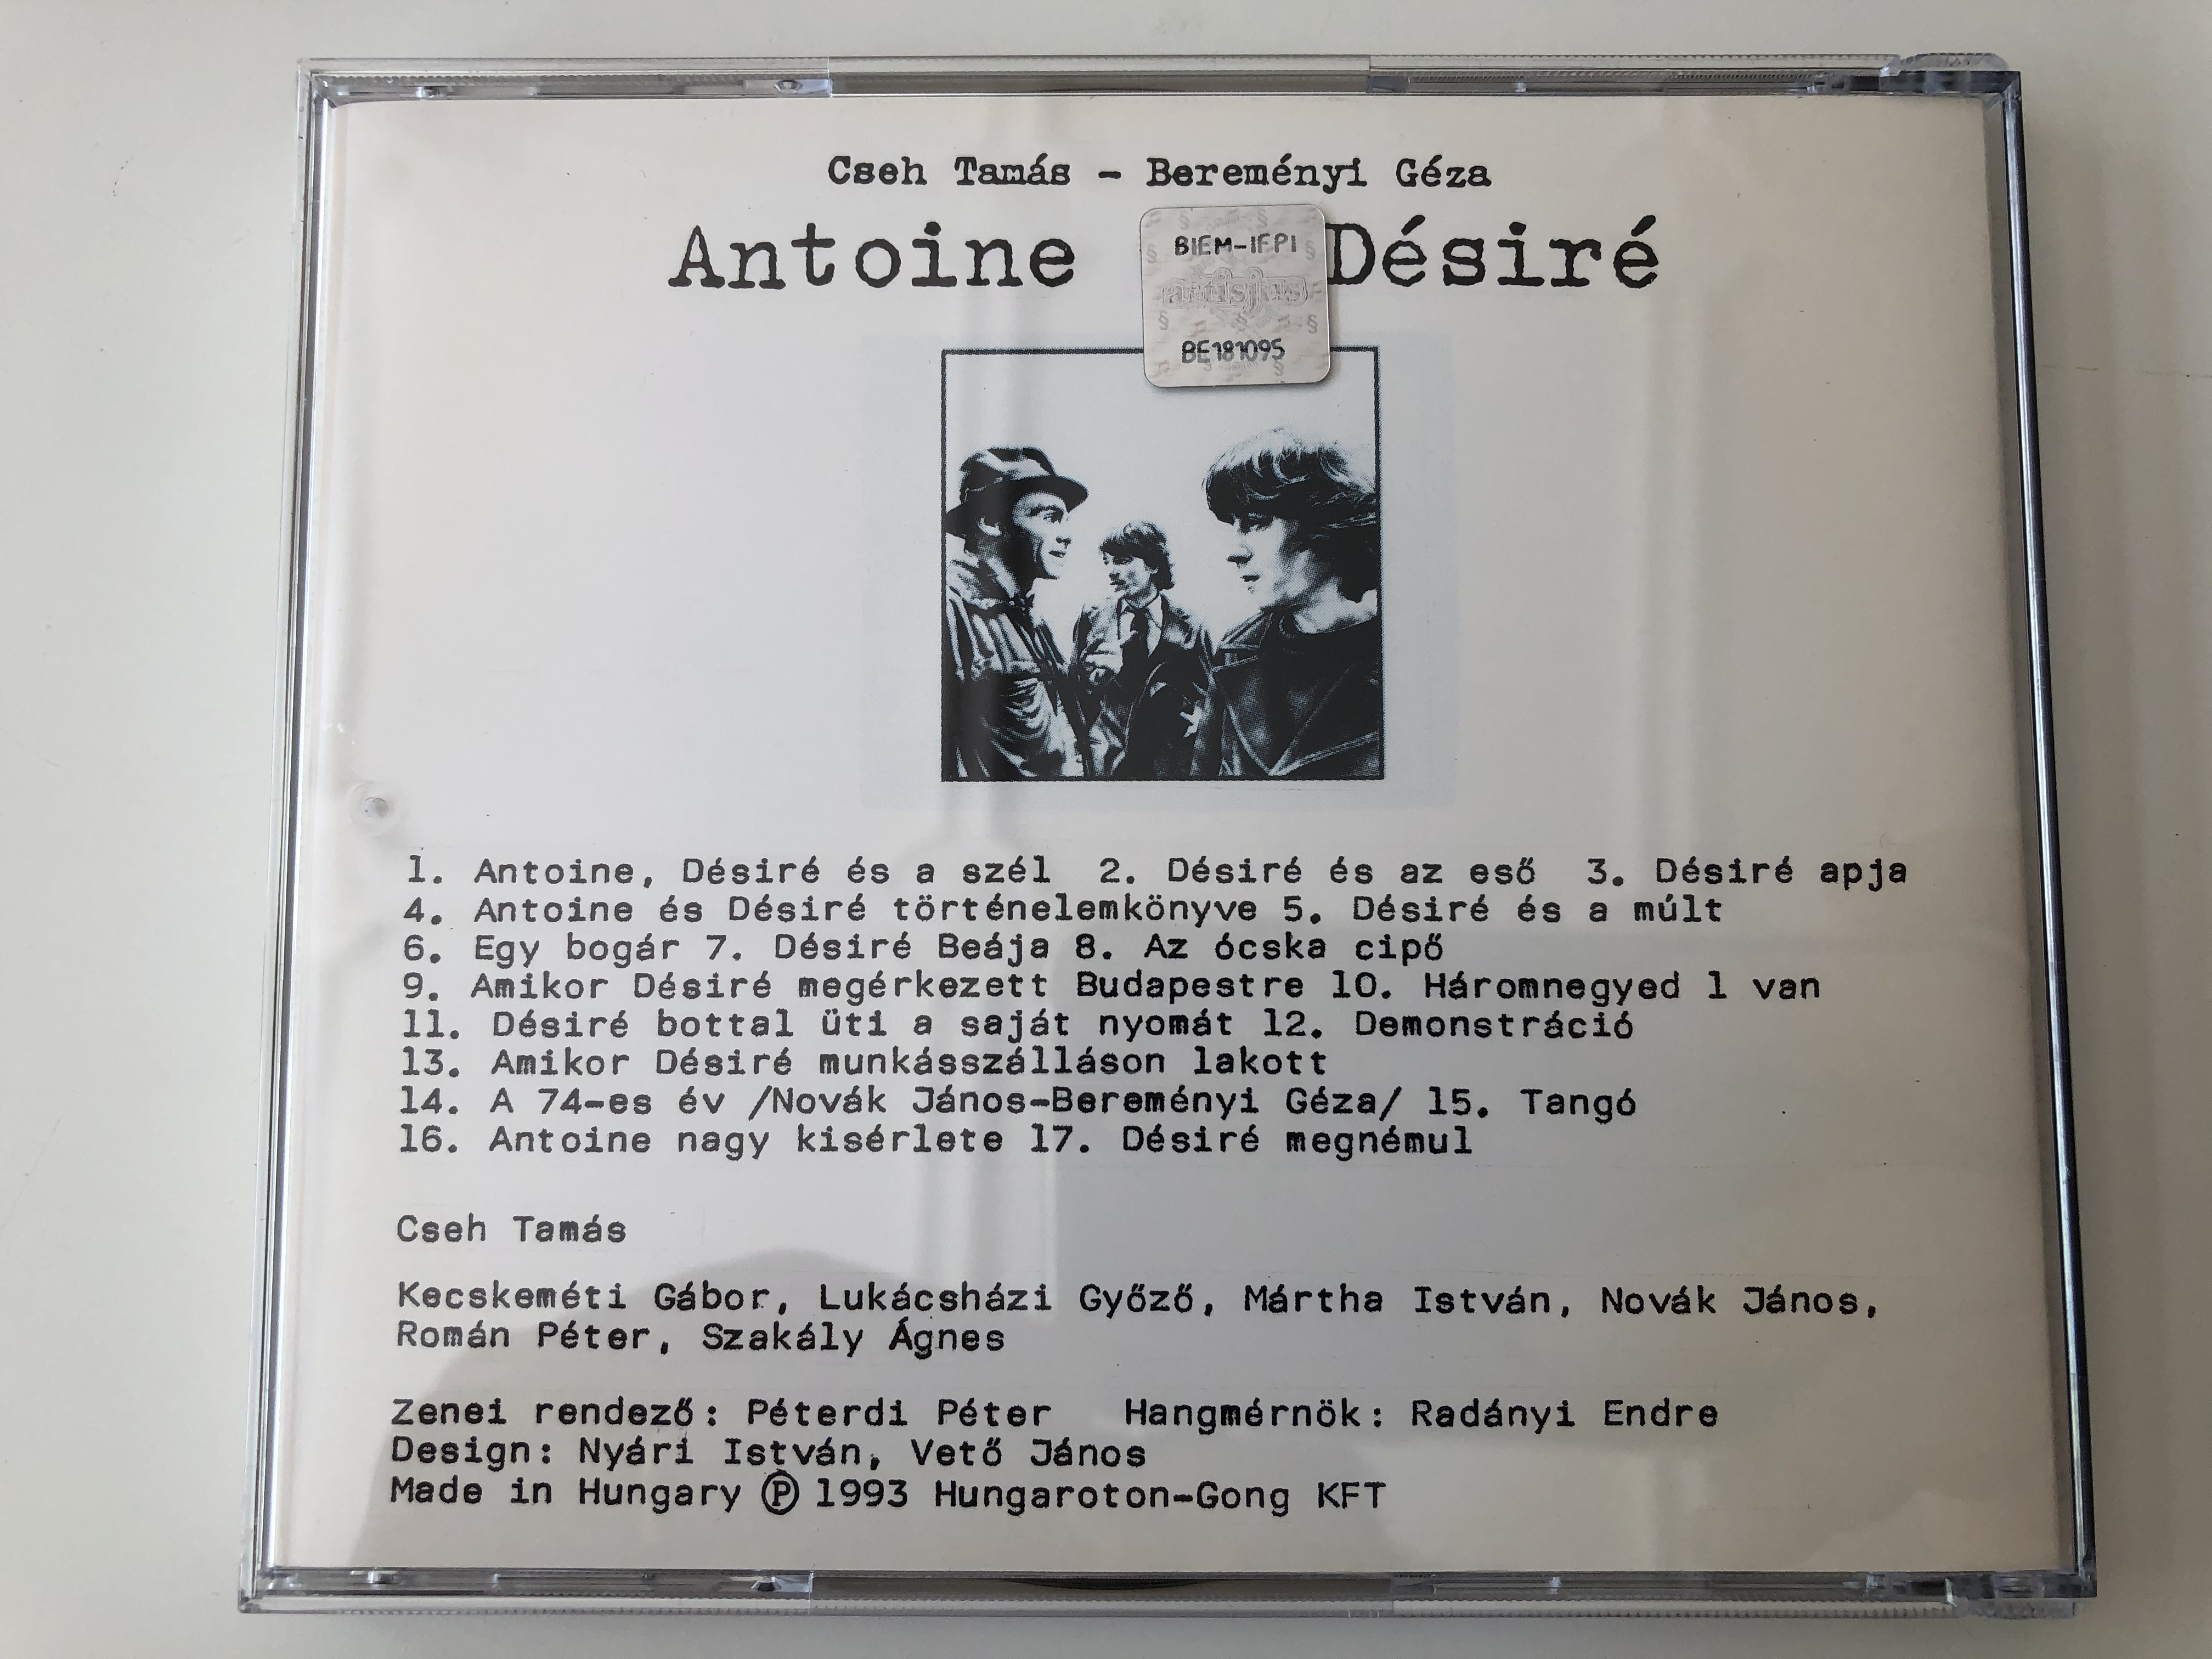 Cseh Tamás - Bereményi Géza
Antoine Désiré
BIEM-IFPI
artisjus
BE181095
1. Antoine, Désiré és a szél 2. Désiré és az eső 3. Désiré apja
4. Antoine és Désiré történelemkönyve 5. Désiré és a múlt
6. Egy bogár 7. Désiré Beája 8. Az ócska cipő
9. Amikor Désiré megérkezett Budapestre 10. Háromnegyed 1 van
11. Désiré bottal üti a saját nyomát 12. Demonstráció
13. Amikor Désiré munkásszálláson lakott
14. A 74-es év /Novák János-Bereményi Géza/ 15. Tangó
16. Antoine nagy kisérlete 17. Désiré megnémul
Cseh Tamás
Kecskeméti Gábor, Lukácsházi Győző, Mártha István, Novák János,
Román Péter, Szakály Ágnes
Zenei rendező: Péterdi Péter Hangmérnök: Radányi Endre
Design: Nyári István, Vető János
Made in Hungary Ⓟ 1993 Hungaroton-Gong KFT